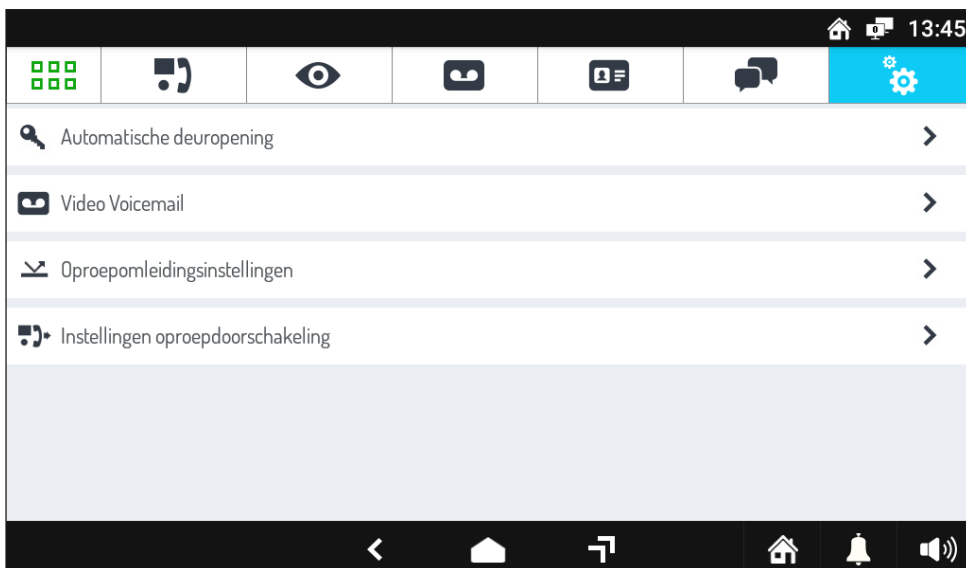 13:45
Automatische deuropening
Video Voicemail
Oproepomleidingsinstellingen
Instellingen oproepdoorschakeling